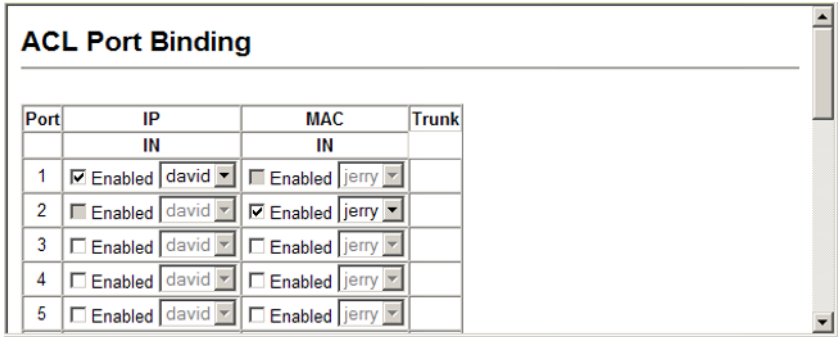 ACL Port Binding
Port IP MAC Trunk
IN IN
1 Enabled david Enabled jerry
2 Enabled david Enabled jerry
3 Enabled david Enabled jerry
4 Enabled david Enabled jerry
5 Enabled david Enabled jerry